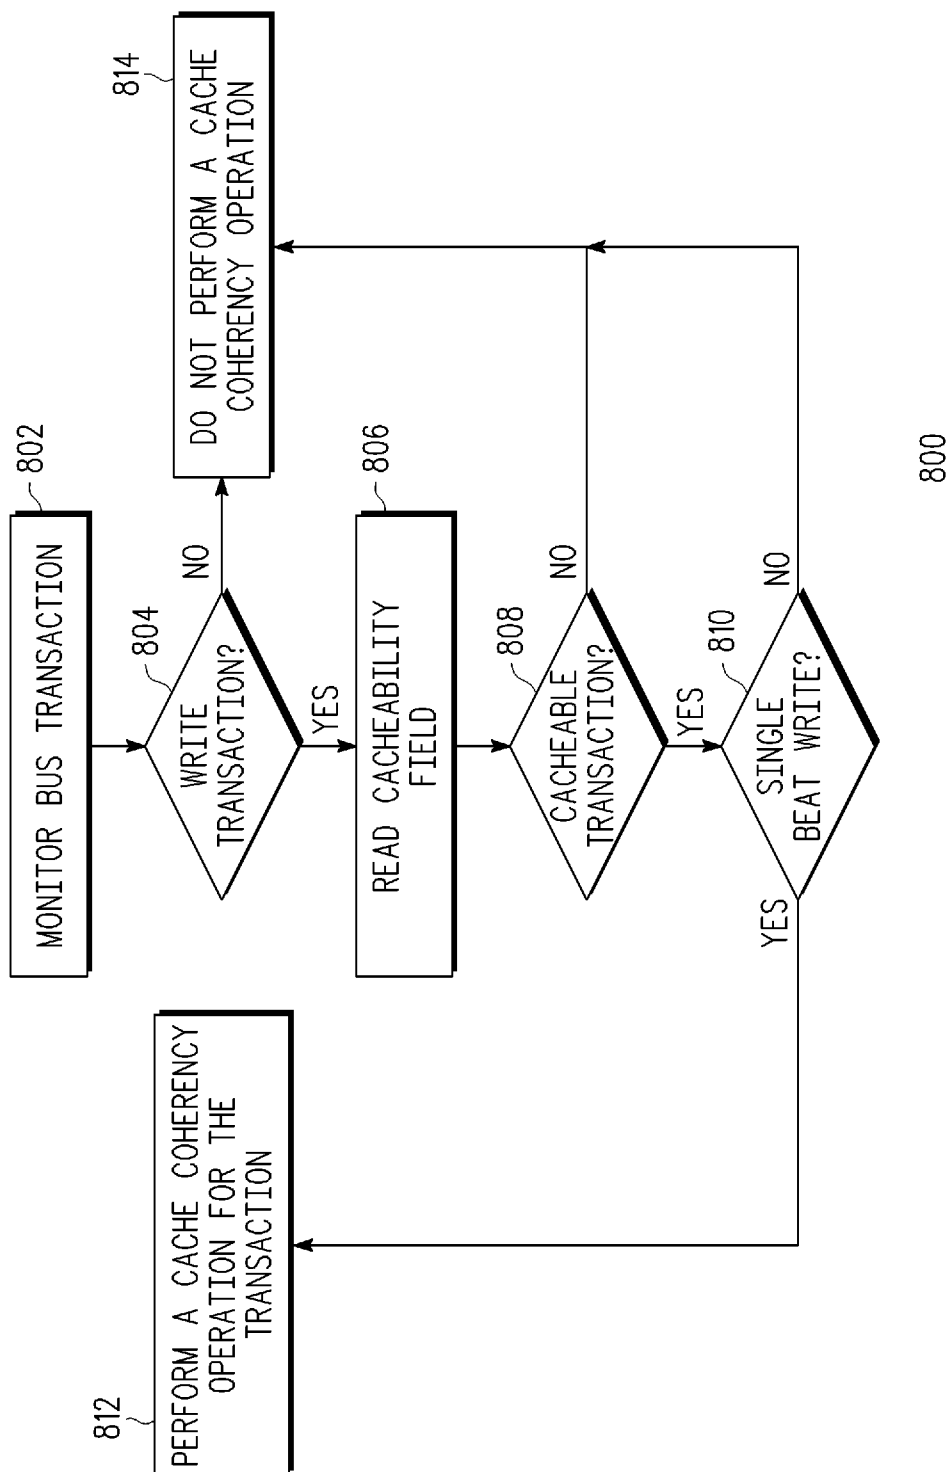 802
MONITOR BUS TRANSACTION
804
WRITE
TRANSACTION?
NO
YES
814
DO NOT PERFORM A CACHE
COHERENCY OPERATION
806
READ CACHEABILITY
FIELD
808
CACHEABLE
TRANSACTION?
NO
YES
810
SINGLE
BEAT WRITE?
NO
YES
812
PERFORM A CACHE COHERENCY
OPERATION FOR THE
TRANSACTION
800